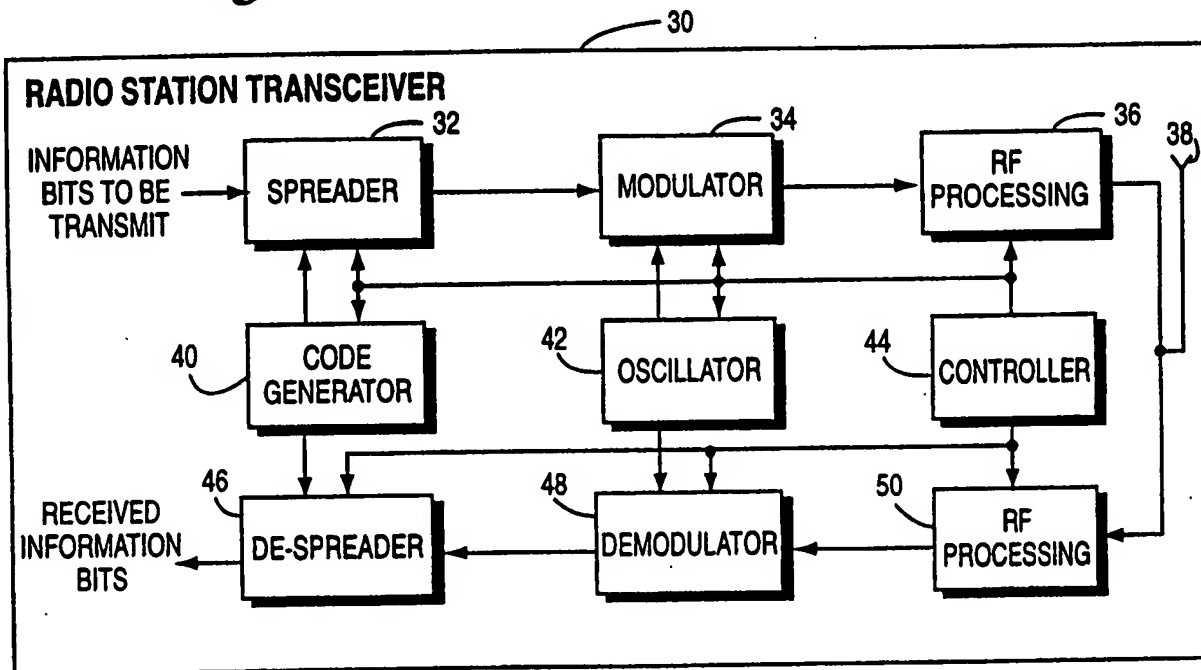 30
RADIO STATION TRANSCEIVER
32
34
36
38
INFORMATION
BITS TO BE
TRANSMIT
SPREADER
MODULATOR
RF
PROCESSING
40
CODE
GENERATOR
42
OSCILLATOR
44
CONTROLLER
46
48
50
RECEIVED
INFORMATION
BITS
DE-SPREADER
DEMODULATOR
RF
PROCESSING